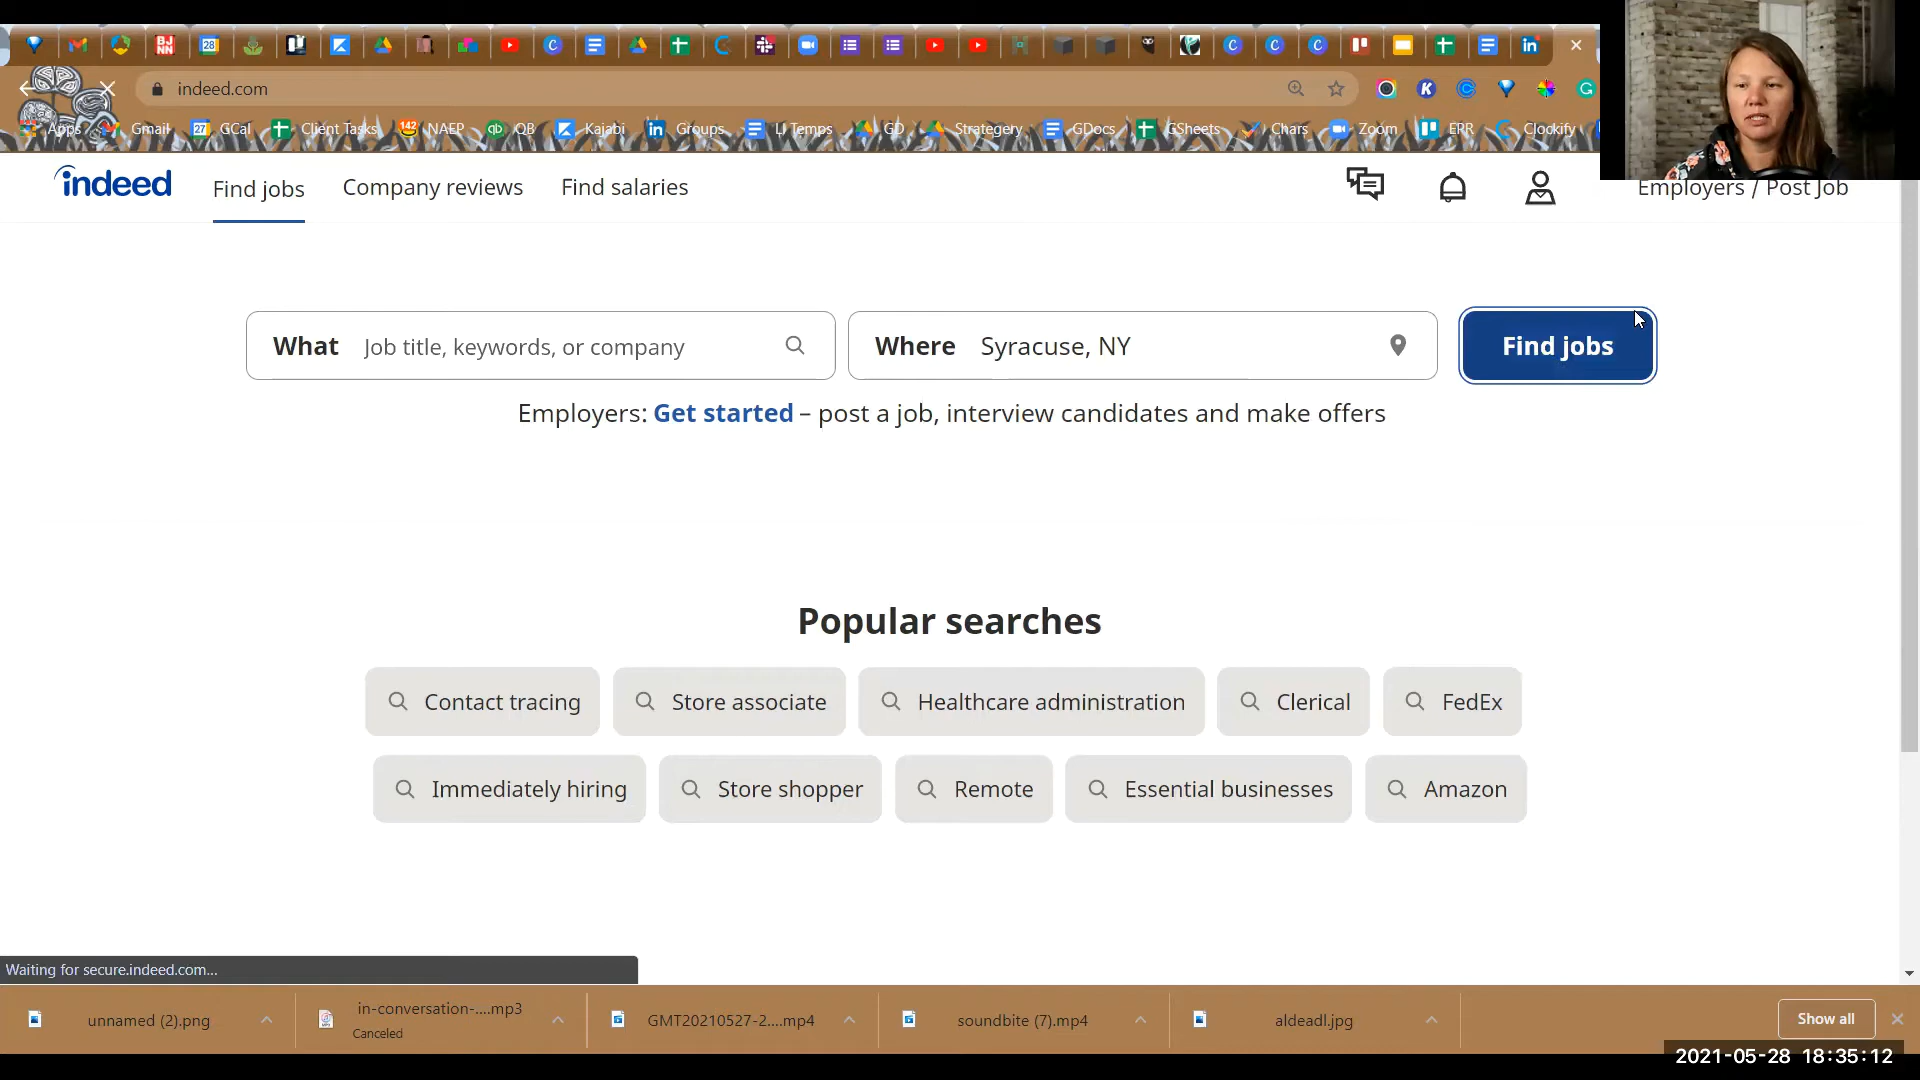 indeed.com
Apps Gmail GCal Client Tasks NAEP QB Kajabi Groups LI Temps GD Strategery GDocs GSheets Chars Zoom ERR Clockify
indeed Find jobs Company reviews Find salaries Employers / Post Job
What Job title, keywords, or company Where Syracuse, NY Find jobs
Employers: Get started – post a job, interview candidates and make offers
Popular searches
Contact tracing Store associate Healthcare administration Clerical FedEx
Immediately hiring Store shopper Remote Essential businesses Amazon
Waiting for secure.indeed.com...
unnamed (2).png in-conversation-....mp3 GMT20210527-2....mp4 soundbite (7).mp4 aldeadl.jpg Show all
Canceled
2021-05-28 18:35:12